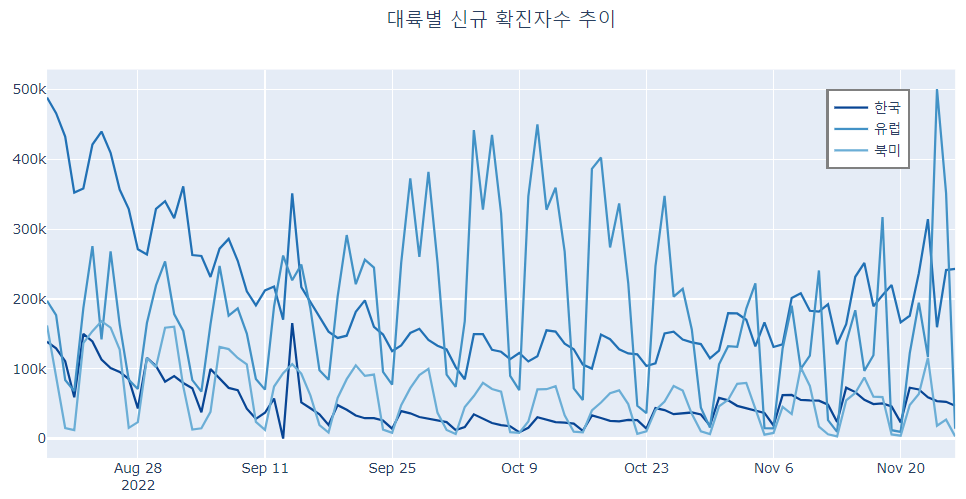 대륙별 신규 확진자수 추이
500k
400k
300k
200k
100k
0
한국
유럽
북미
Aug 28
2022
Sep 11
Sep 25
Oct 9
Oct 23
Nov 6
Nov 20